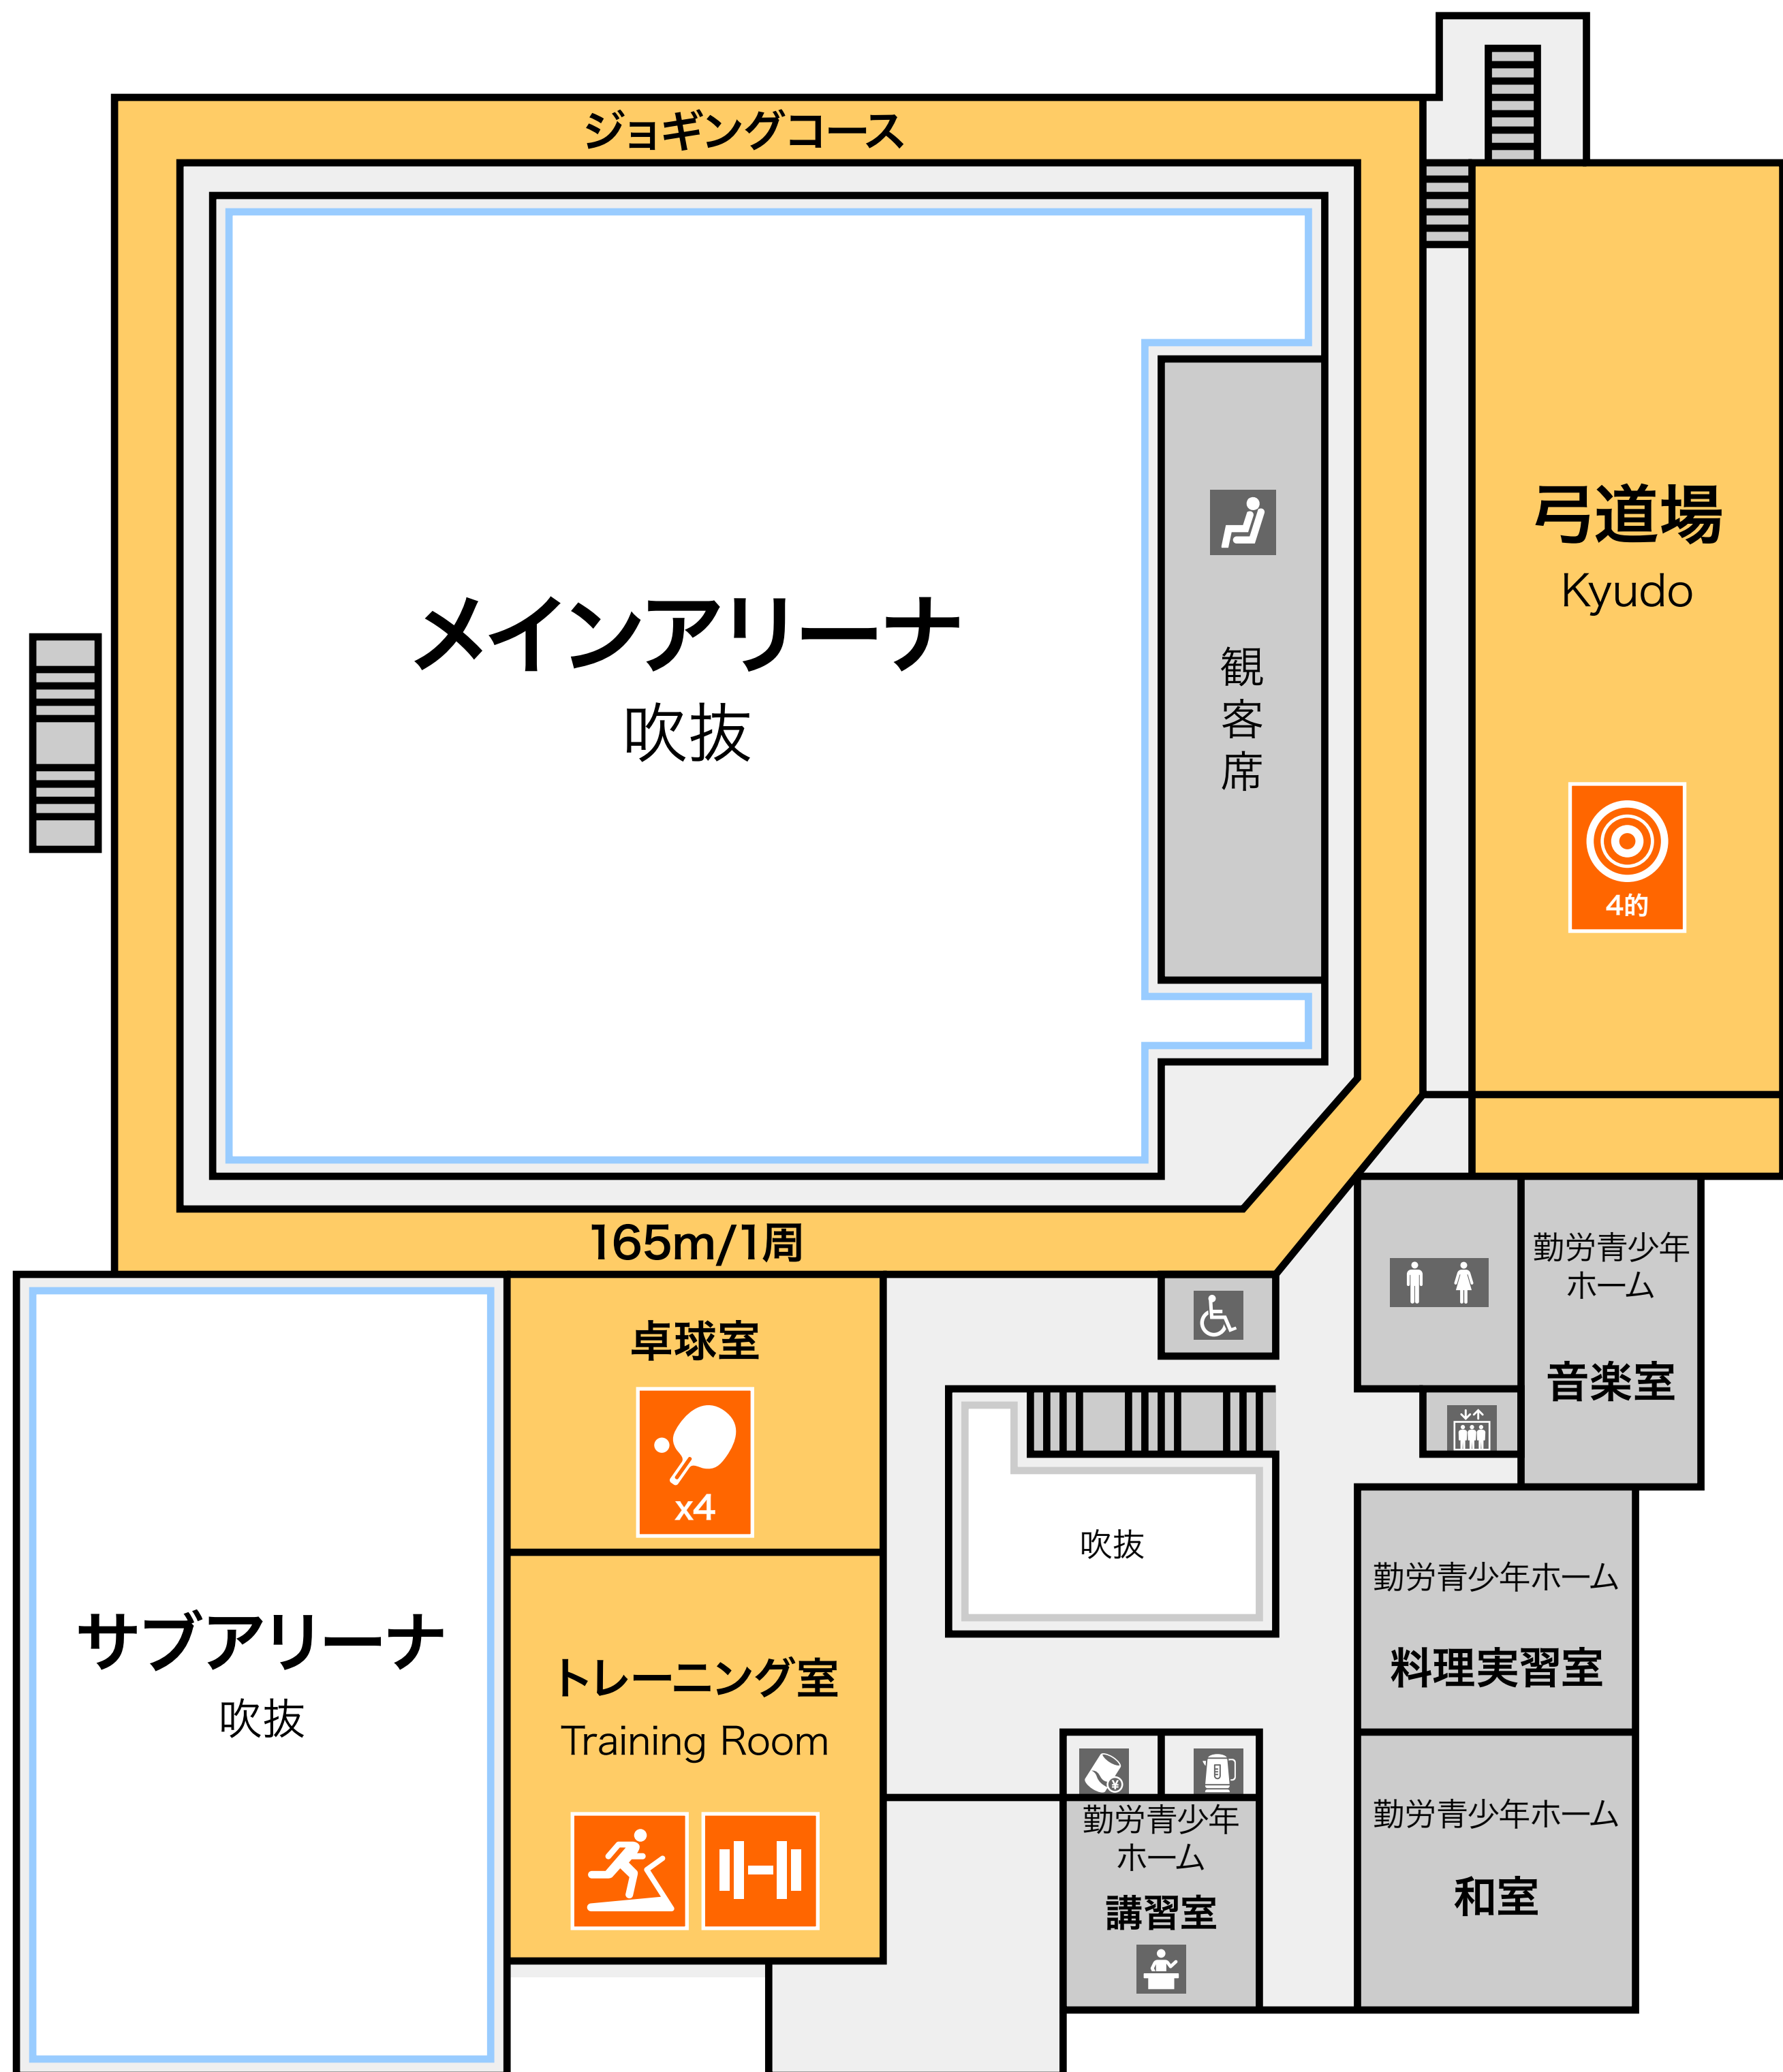 ジョギングコース
メインアリーナ
吹抜
観客席
弓道場
Kyudo
4的
165m/1周
卓球室
x4
勤労青少年
ホーム
音楽室
吹抜
勤労青少年ホーム
料理実習室
サブアリーナ
吹抜
トレーニング室
Training Room
¥
勤労青少年
ホーム
講習室
勤労青少年ホーム
和室